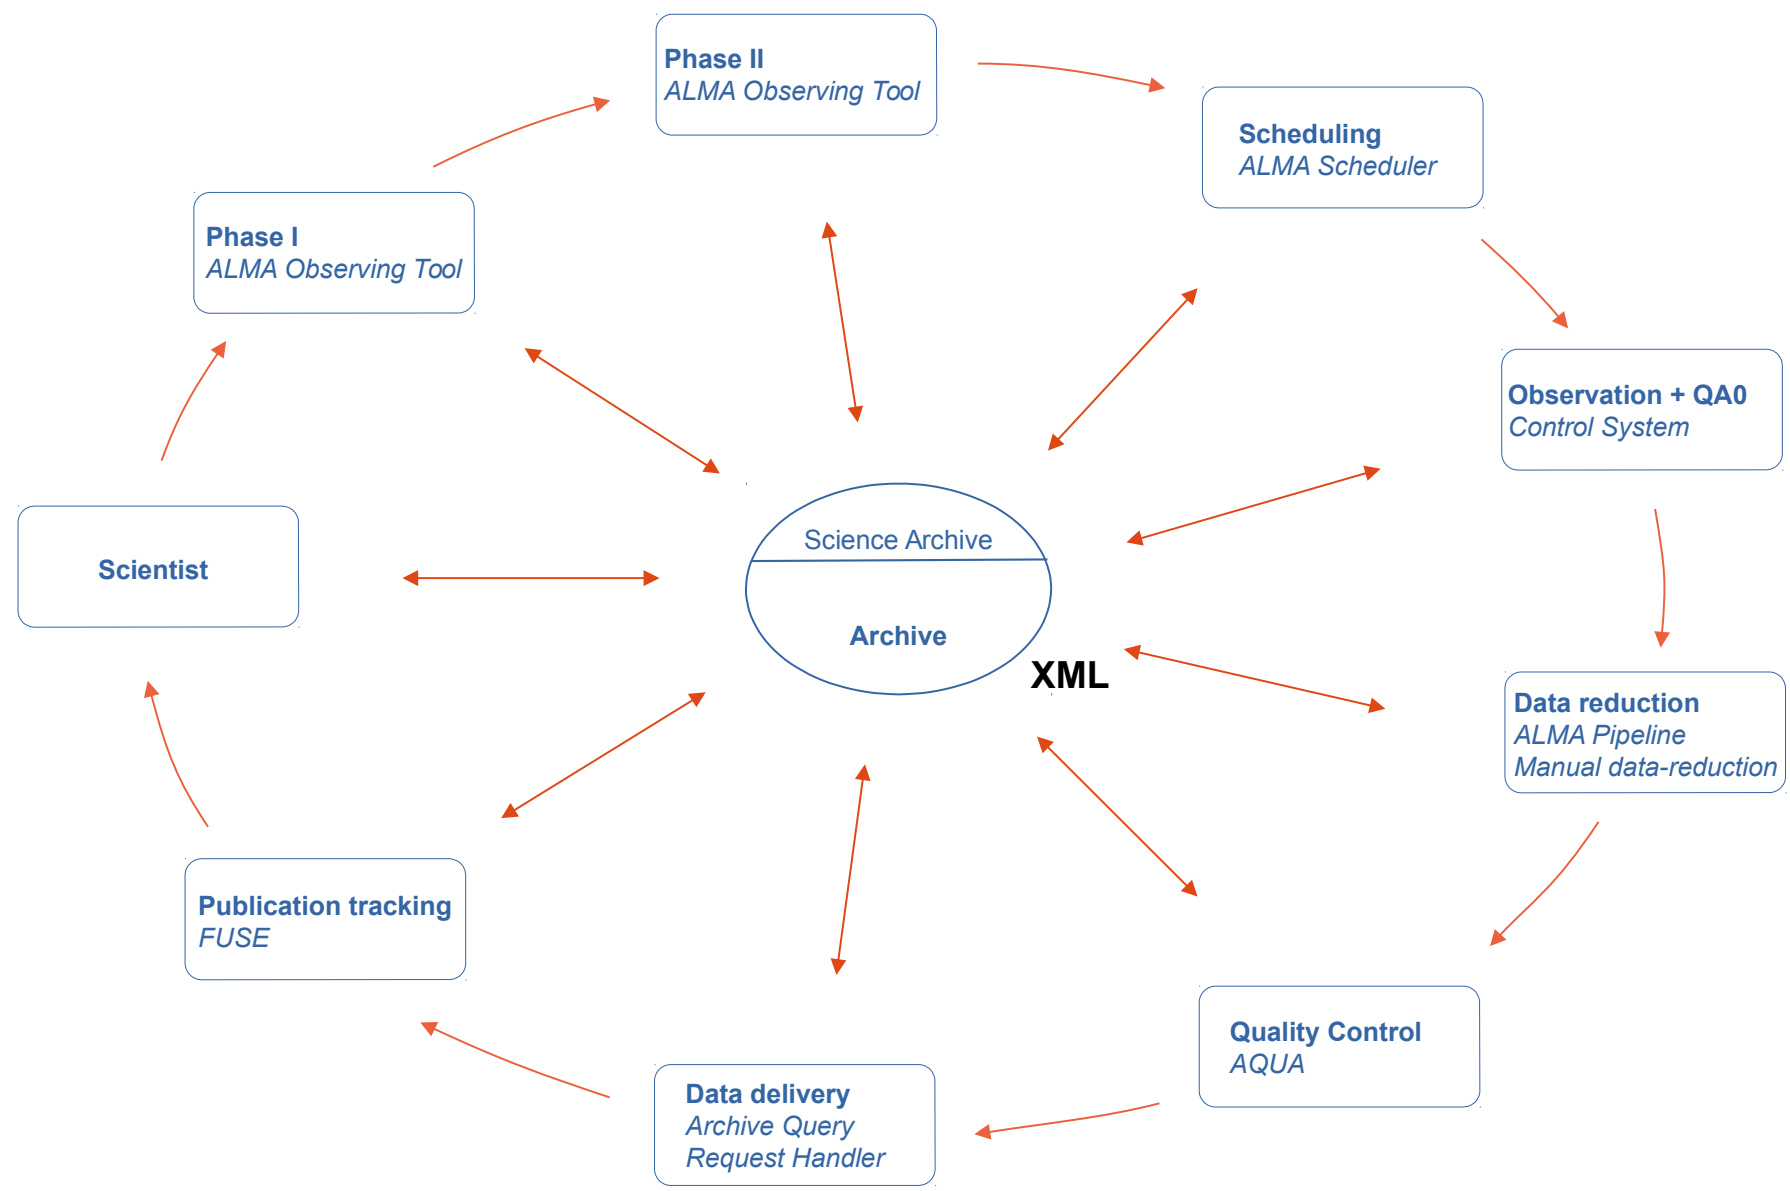 Phase II
ALMA Observing Tool
Scheduling
ALMA Scheduler
Phase I
ALMA Observing Tool
Observation + QA0
Control System
Science Archive
Scientist
Archive
XML
Data reduction
ALMA Pipeline
Manual data-reduction
Publication tracking
FUSE
Quality Control
AQUA
Data delivery
Archive Query
Request Handler